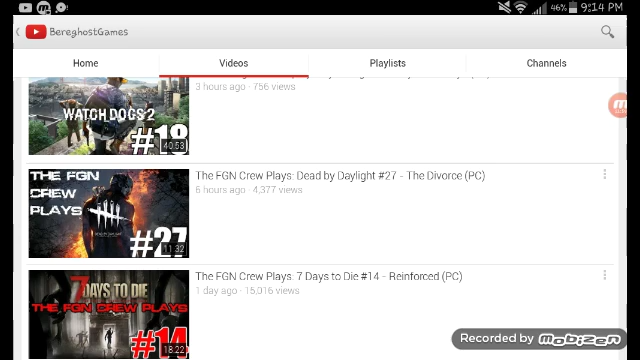 46% 9:14 PM
BereghostGames
Home Videos Playlists Channels
3 hours ago · 756 views
WATCH DOGS 2
#18
40:53
The FGN Crew Plays: Dead by Daylight #27 - The Divorce (PC)
6 hours ago · 4,377 views
THE FGN
CREW
PLAYS
#27
11:32
The FGN Crew Plays: 7 Days to Die #14 - Reinforced (PC)
1 day ago · 15,016 views
7 DAYS TO DIE
THE FGN CREW PLAYS
#14
18:22
Recorded by MOBIZEN